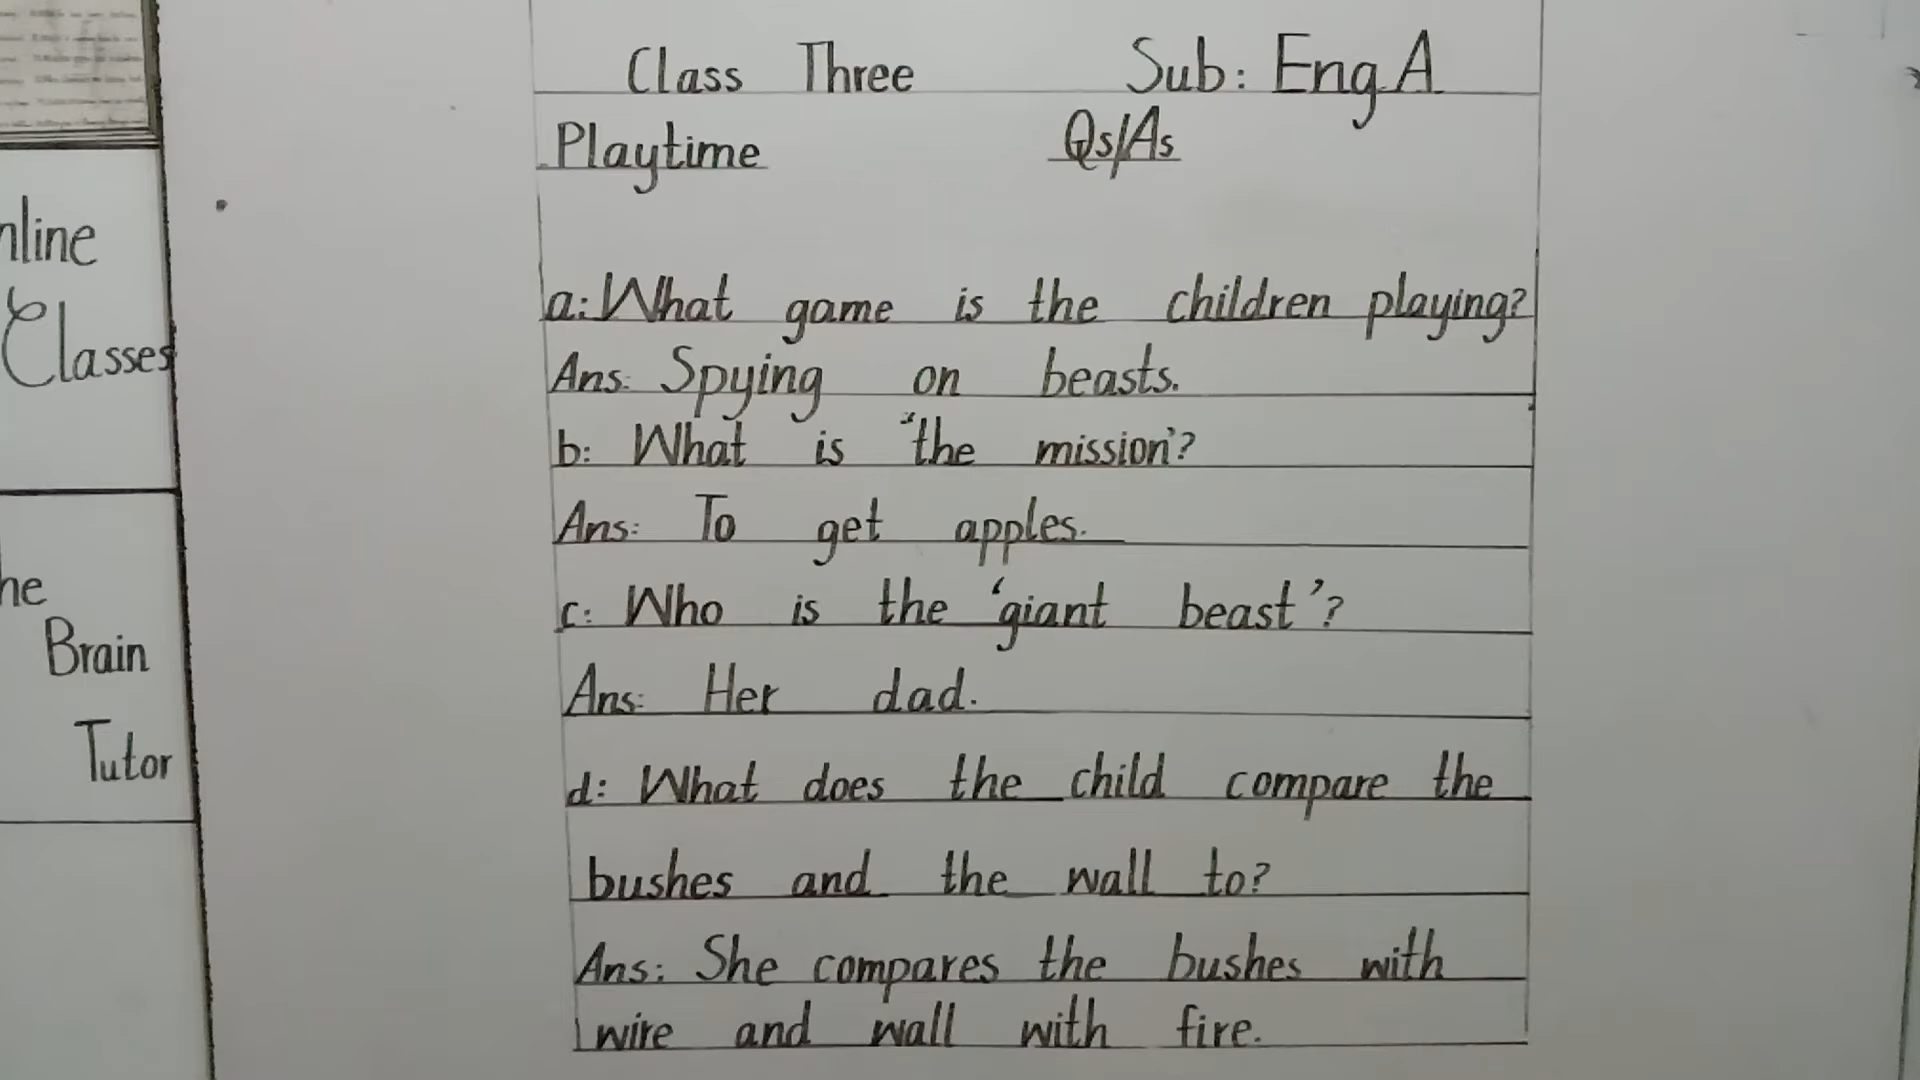 Class Three Sub: Eng A
Playtime Qs/As
a: What game is the children playing?
Ans: Spying on beasts.
b: What is 'the mission'?
Ans: To get apples.
c: Who is the 'giant beast'?
Ans: Her dad.
d: What does the child compare the
bushes and the wall to?
Ans: She compares the bushes with
wire and wall with fire.
nline
Classes
he
Brain
Tutor